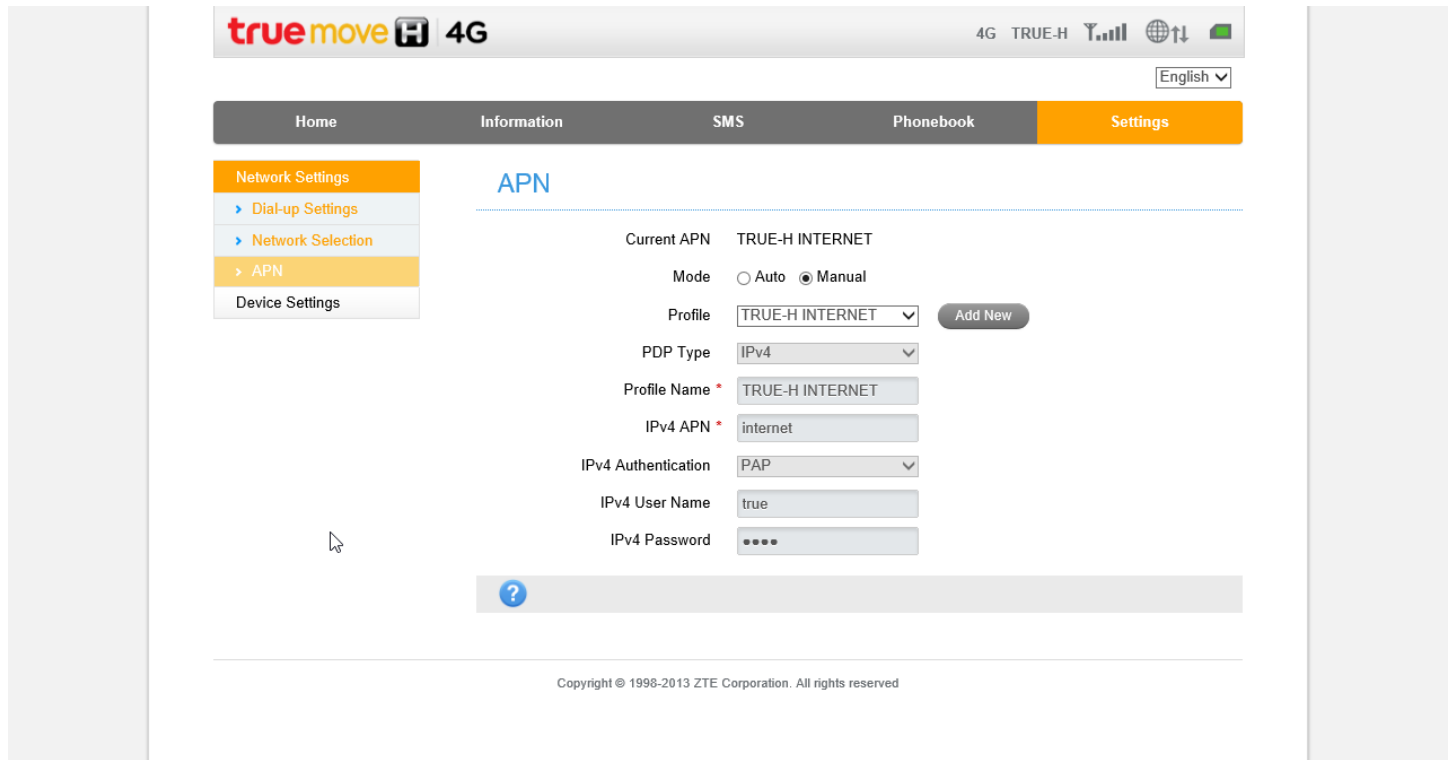 truemove H 4G
4G TRUE-H
English
Home Information SMS Phonebook Settings
Network Settings
Dial-up Settings
Network Selection
APN
Device Settings
APN
Current APN TRUE-H INTERNET
Mode Auto Manual
Profile TRUE-H INTERNET Add New
PDP Type IPv4
Profile Name * TRUE-H INTERNET
IPv4 APN * internet
IPv4 Authentication PAP
IPv4 User Name true
IPv4 Password ••••
?
Copyright © 1998-2013 ZTE Corporation. All rights reserved